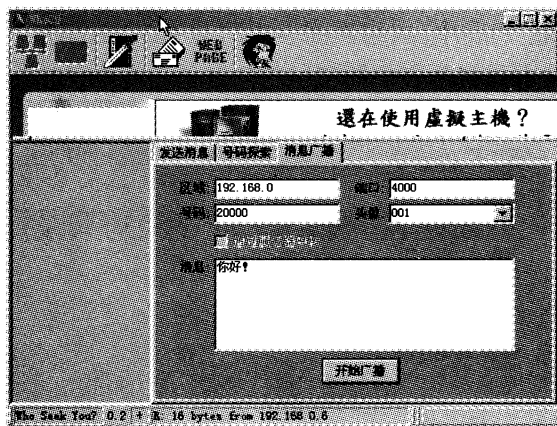 WEB
PAGE
還在使用虛擬主機？
发送消息 号码探索 消息广播
区域 192.168.0 端口 4000
号码 20000 头像 001
消息 你好!
开始广播
Who Seek You? 0.2 + R 16 bytes from 192.168.0.6